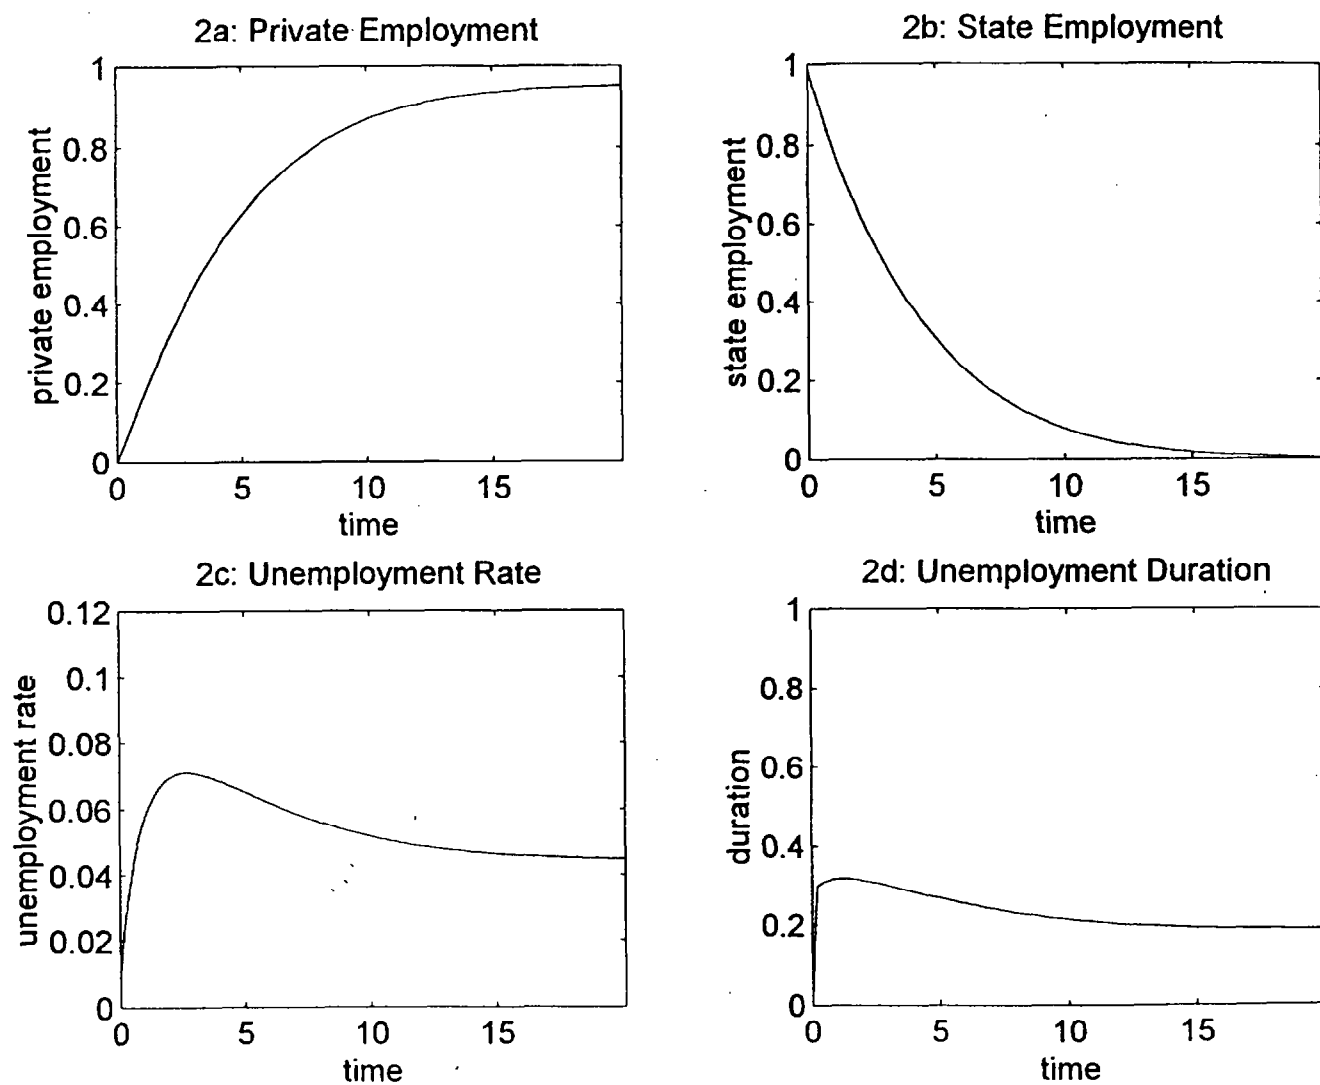 2a: Private Employment
1
0.8
0.6
0.4
0.2
0
private employment
0 5 10 15
time
2b: State Employment
1
0.8
0.6
0.4
0.2
0
state employment
0 5 10 15
time
2c: Unemployment Rate
0.12
0.1
0.08
0.06
0.04
0.02
0
unemployment rate
0 5 10 15
time
2d: Unemployment Duration
1
0.8
0.6
0.4
0.2
0
duration
0 5 10 15
time